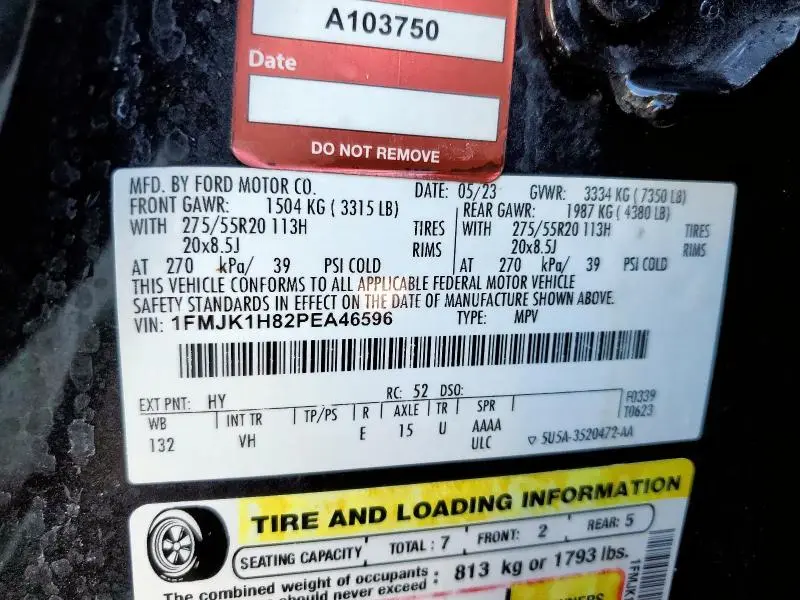 A103750
Date
DO NOT REMOVE
MFD. BY FORD MOTOR CO. DATE: 05/23 GVWR: 3334 KG ( 7350 LB)
FRONT GAWR: 1504 KG ( 3315 LB) REAR GAWR: 1987 KG ( 4380 LB)
WITH 275/55R20 113H TIRES WITH 275/55R20 113H TIRES
20x8.5J RIMS 20x8.5J RIMS
AT 270 kPa/ 39 PSI COLD AT 270 kPa/ 39 PSI COLD
THIS VEHICLE CONFORMS TO ALL APPLICABLE FEDERAL MOTOR VEHICLE
SAFETY STANDARDS IN EFFECT ON THE DATE OF MANUFACTURE SHOWN ABOVE.
VIN: 1FMJK1H82PEA46596 TYPE: MPV
EXT PNT: HY RC: 52 DSO: F0339
WB INT TR TP/PS R AXLE TR SPR T0623
132 VH E 15 U AAAA
ULC ▽ 5U5A-3520472-AA
TIRE AND LOADING INFORMATION
SEATING CAPACITY TOTAL : 7 FRONT: 2 REAR: 5
The combined weight of occupants : 813 kg or 1793 lbs.
should never exceed :